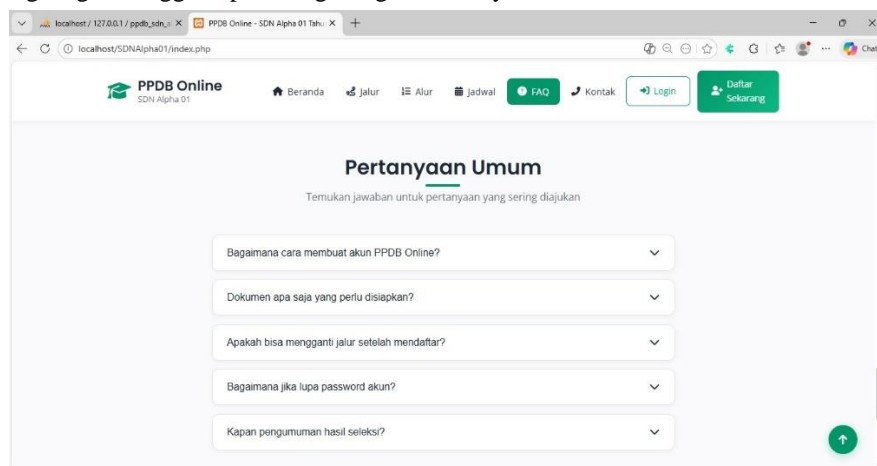 localhost / 127.0.0.1 / ppdb_sdn_a
PPDB Online - SDN Alpha 01 Tahu
localhost/SDNAlpha01/index.php
Chat
PPDB Online
SDN Alpha 01
Beranda
Jalur
Alur
Jadwal
FAQ
Kontak
Login
Daftar
Sekarang
Pertanyaan Umum
Temukan jawaban untuk pertanyaan yang sering diajukan
Bagaimana cara membuat akun PPDB Online?
Dokumen apa saja yang perlu disiapkan?
Apakah bisa mengganti jalur setelah mendaftar?
Bagaimana jika lupa password akun?
Kapan pengumuman hasil seleksi?